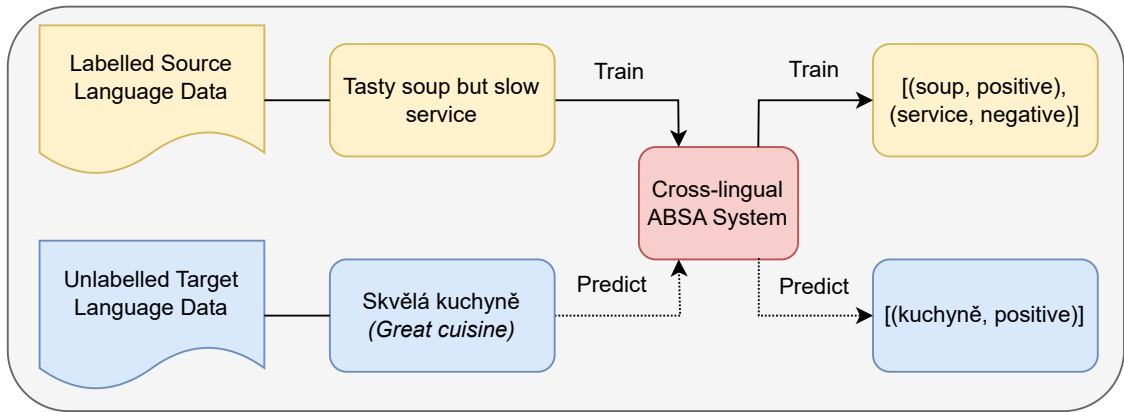 Labelled Source
Language Data
Tasty soup but slow
service
Train
Train
[(soup, positive),
(service, negative)]
Cross-lingual
ABSA System
Unlabelled Target
Language Data
Skvělá kuchyně
(Great cuisine)
Predict
Predict
[(kuchyně, positive)]